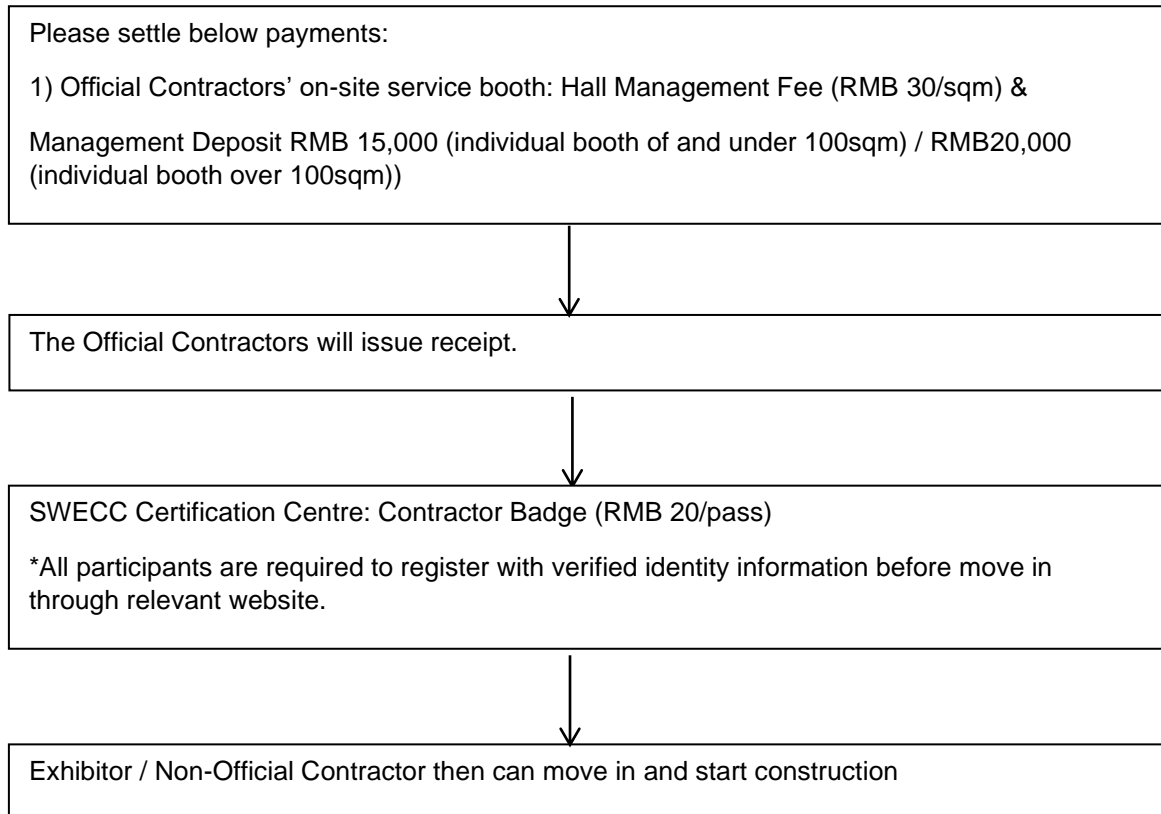 Please settle below payments:
1) Official Contractors’ on-site service booth: Hall Management Fee (RMB 30/sqm) &
Management Deposit RMB 15,000 (individual booth of and under 100sqm) / RMB20,000
(individual booth over 100sqm))
The Official Contractors will issue receipt.
SWECC Certification Centre: Contractor Badge (RMB 20/pass)
*All participants are required to register with verified identity information before move in
through relevant website.
Exhibitor / Non-Official Contractor then can move in and start construction